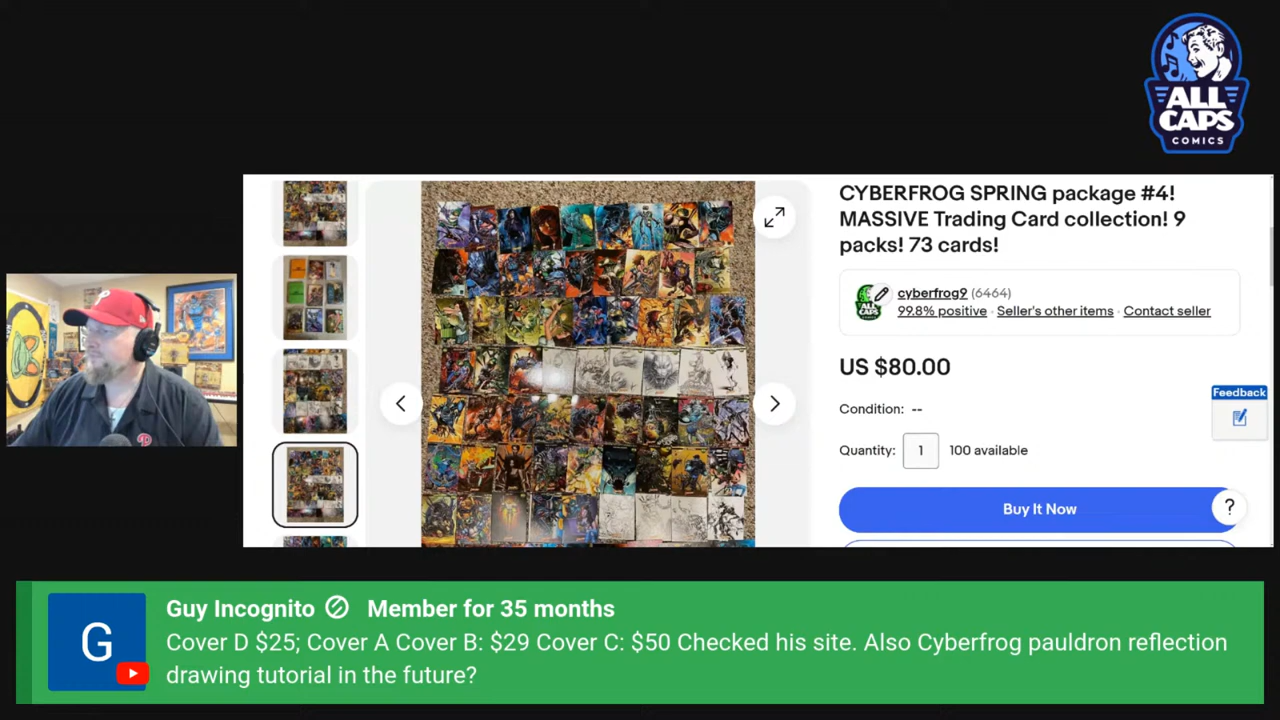 ALL
CAPS
COMICS
CYBERFROG SPRING package #4!
MASSIVE Trading Card collection! 9
packs! 73 cards!
cyberfrog9 (6464)
99.8% positive · Seller's other items · Contact seller
US $80.00
Condition: --
Quantity: 1 100 available
Buy It Now
?
Feedback
G
Guy Incognito Member for 35 months
Cover D $25; Cover A Cover B: $29 Cover C: $50 Checked his site. Also Cyberfrog pauldron reflection
drawing tutorial in the future?